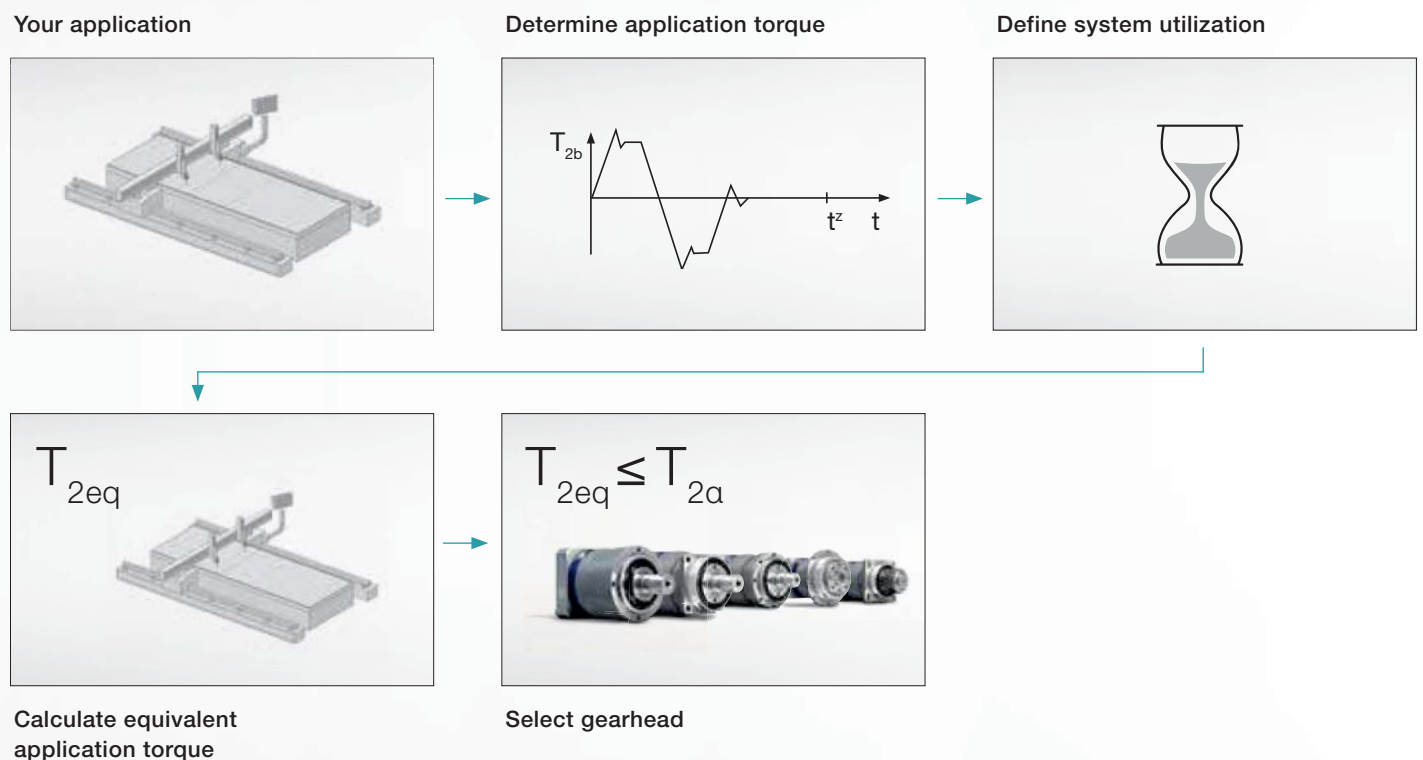 Your application
Determine application torque
Define system utilization
T2b
tz t
T2eq
T2eq ≤ T2α
Calculate equivalent
application torque
Select gearhead